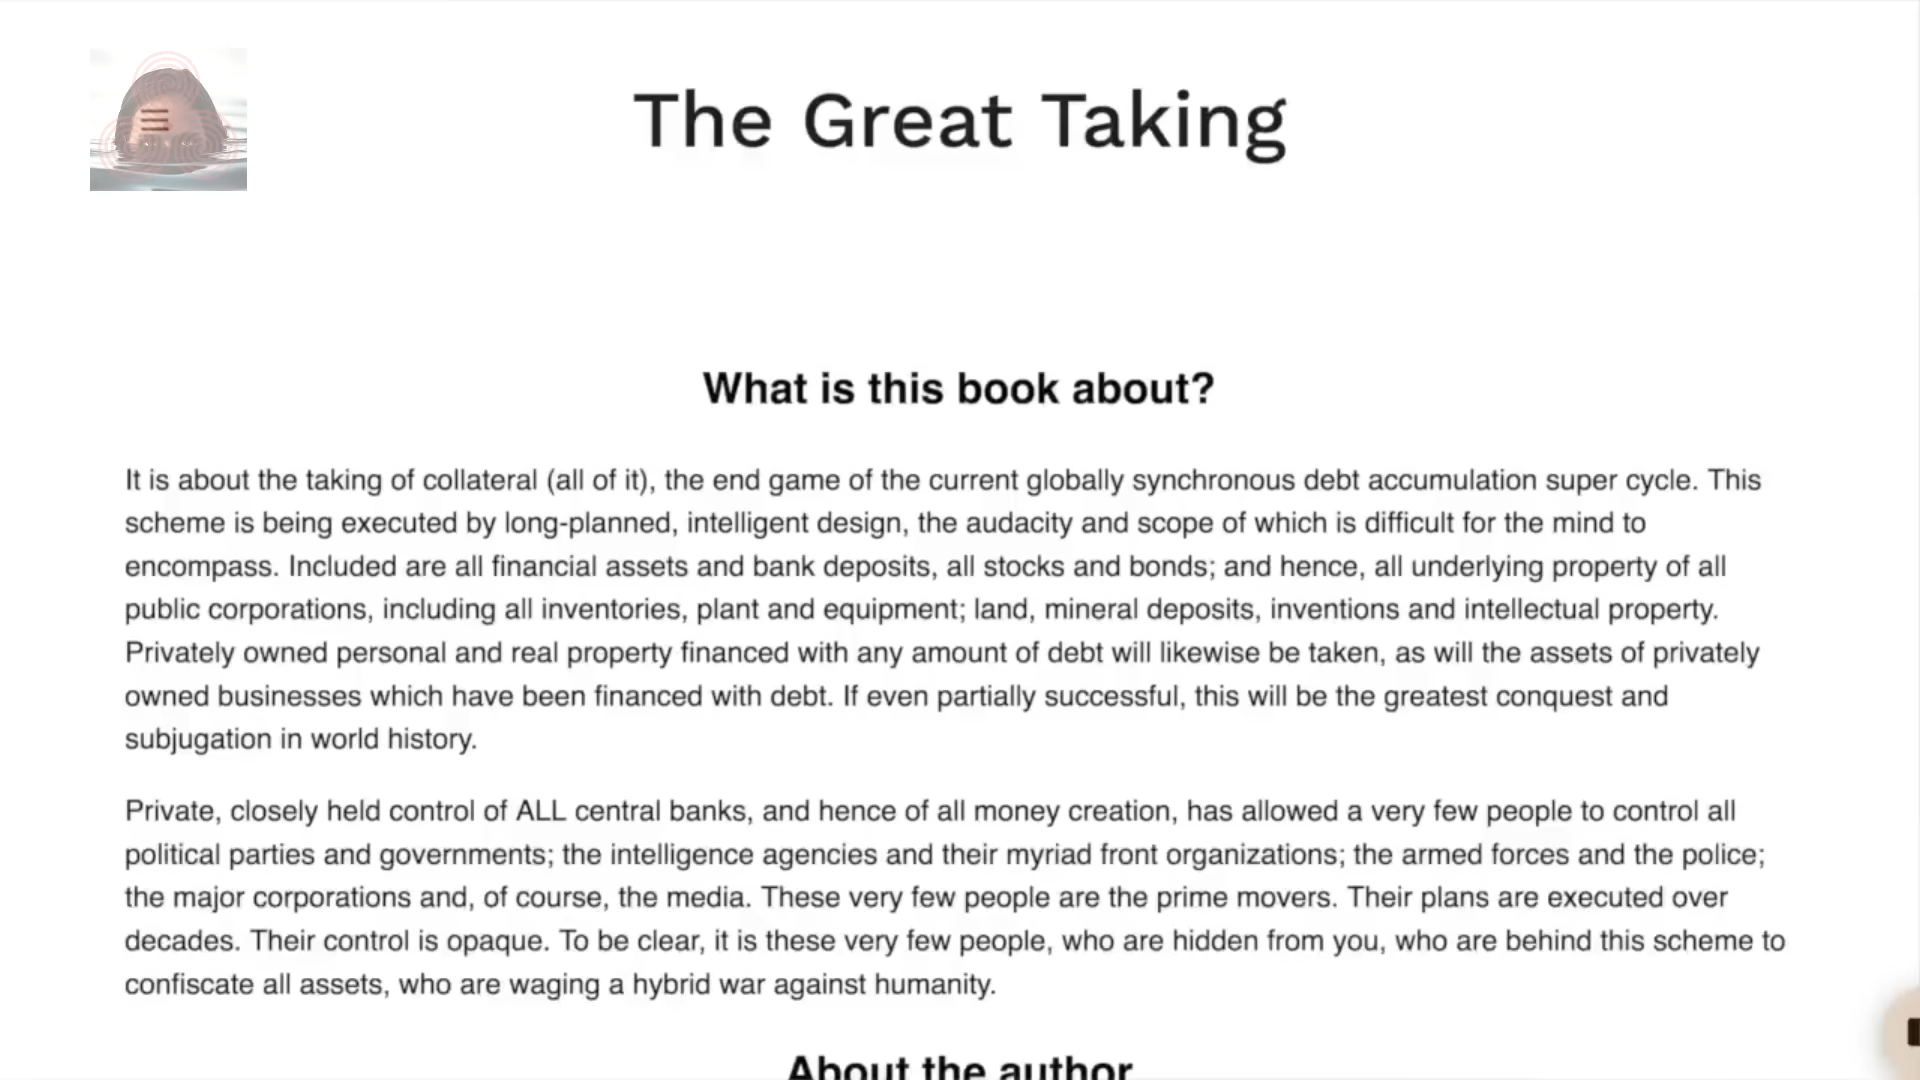 The Great Taking
What is this book about?
It is about the taking of collateral (all of it), the end game of the current globally synchronous debt accumulation super cycle. This
scheme is being executed by long-planned, intelligent design, the audacity and scope of which is difficult for the mind to
encompass. Included are all financial assets and bank deposits, all stocks and bonds; and hence, all underlying property of all
public corporations, including all inventories, plant and equipment; land, mineral deposits, inventions and intellectual property.
Privately owned personal and real property financed with any amount of debt will likewise be taken, as will the assets of privately
owned businesses which have been financed with debt. If even partially successful, this will be the greatest conquest and
subjugation in world history.
Private, closely held control of ALL central banks, and hence of all money creation, has allowed a very few people to control all
political parties and governments; the intelligence agencies and their myriad front organizations; the armed forces and the police;
the major corporations and, of course, the media. These very few people are the prime movers. Their plans are executed over
decades. Their control is opaque. To be clear, it is these very few people, who are hidden from you, who are behind this scheme to
confiscate all assets, who are waging a hybrid war against humanity.
About the author